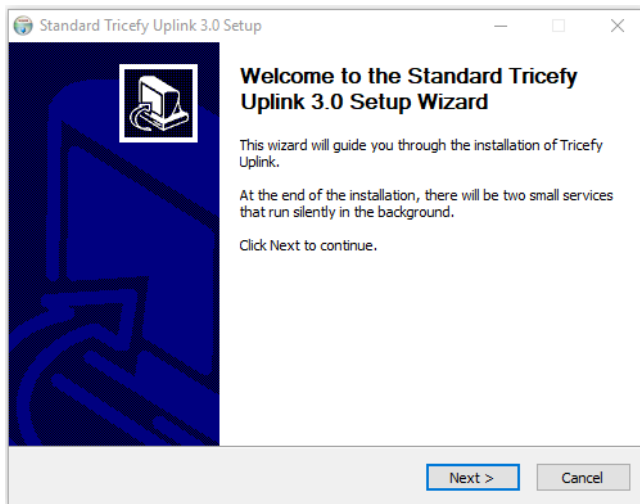 Standard Tricefy Uplink 3.0 Setup
Welcome to the Standard Tricefy
Uplink 3.0 Setup Wizard
This wizard will guide you through the installation of Tricefy
Uplink.
At the end of the installation, there will be two small services
that run silently in the background.
Click Next to continue.
Next >
Cancel